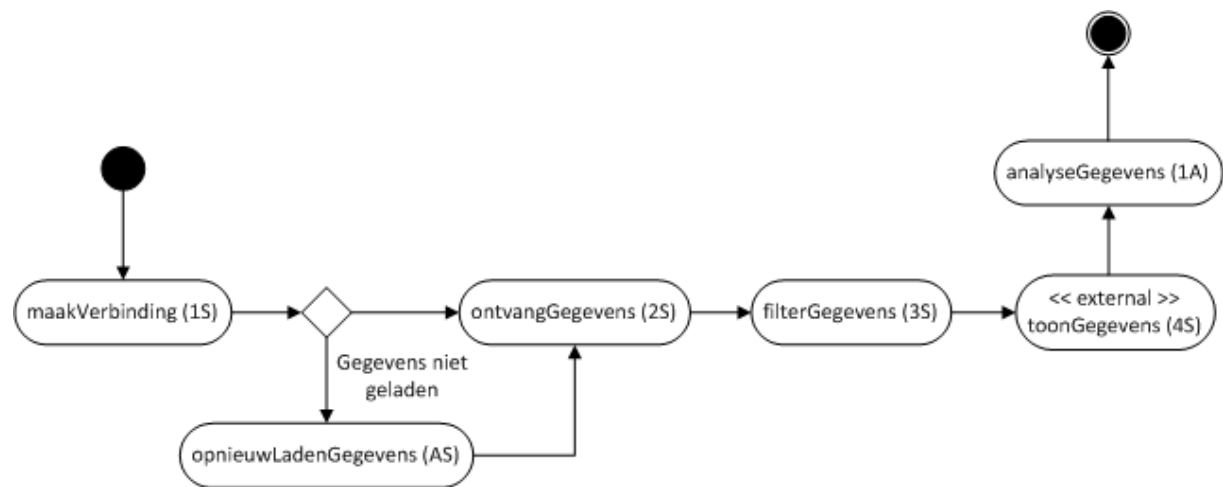 analyseGegevens (1A)
maakVerbinding (1S)
ontvangGegevens (2S)
filterGegevens (3S)
<< external >>
toonGegevens (4S)
Gegevens niet
geladen
opnieuwLadenGegevens (AS)